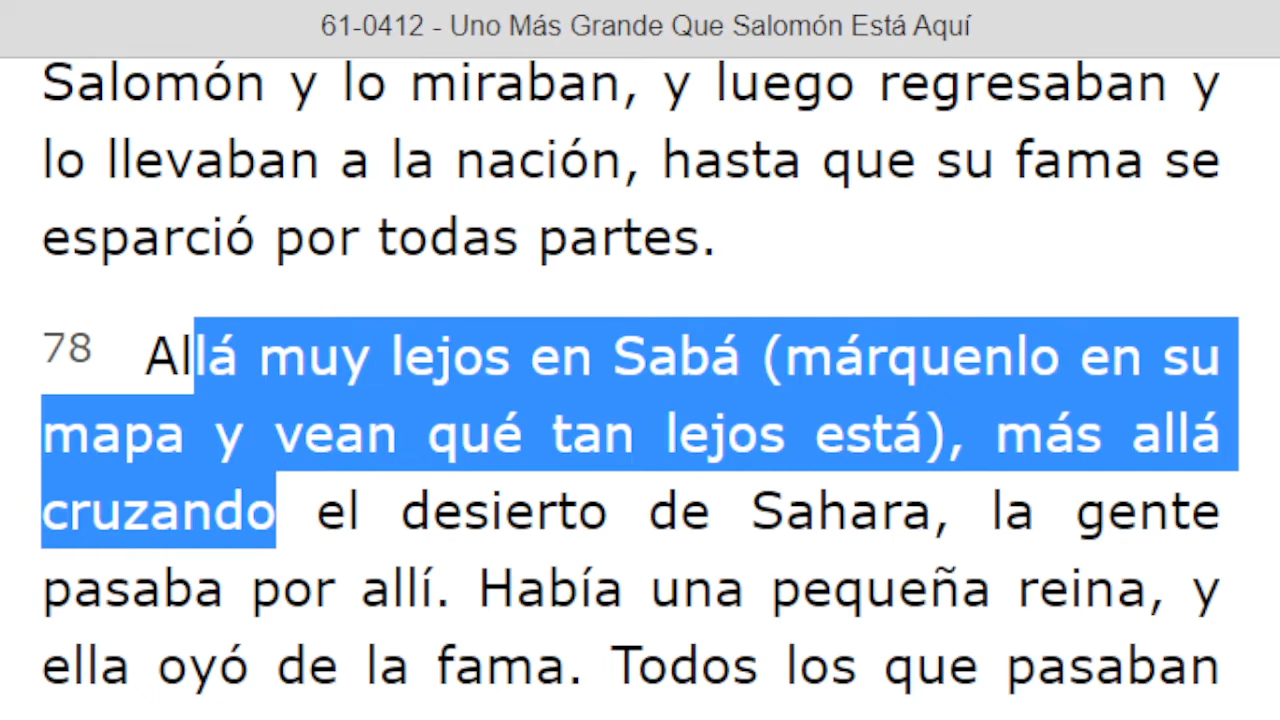 61-0412 - Uno Más Grande Que Salomón Está Aquí
Salomón y lo miraban, y luego regresaban y
lo llevaban a la nación, hasta que su fama se
esparció por todas partes.
78 Allá muy lejos en Sabá (márquenlo en su
mapa y vean qué tan lejos está), más allá
cruzando el desierto de Sahara, la gente
pasaba por allí. Había una pequeña reina, y
ella oyó de la fama. Todos los que pasaban